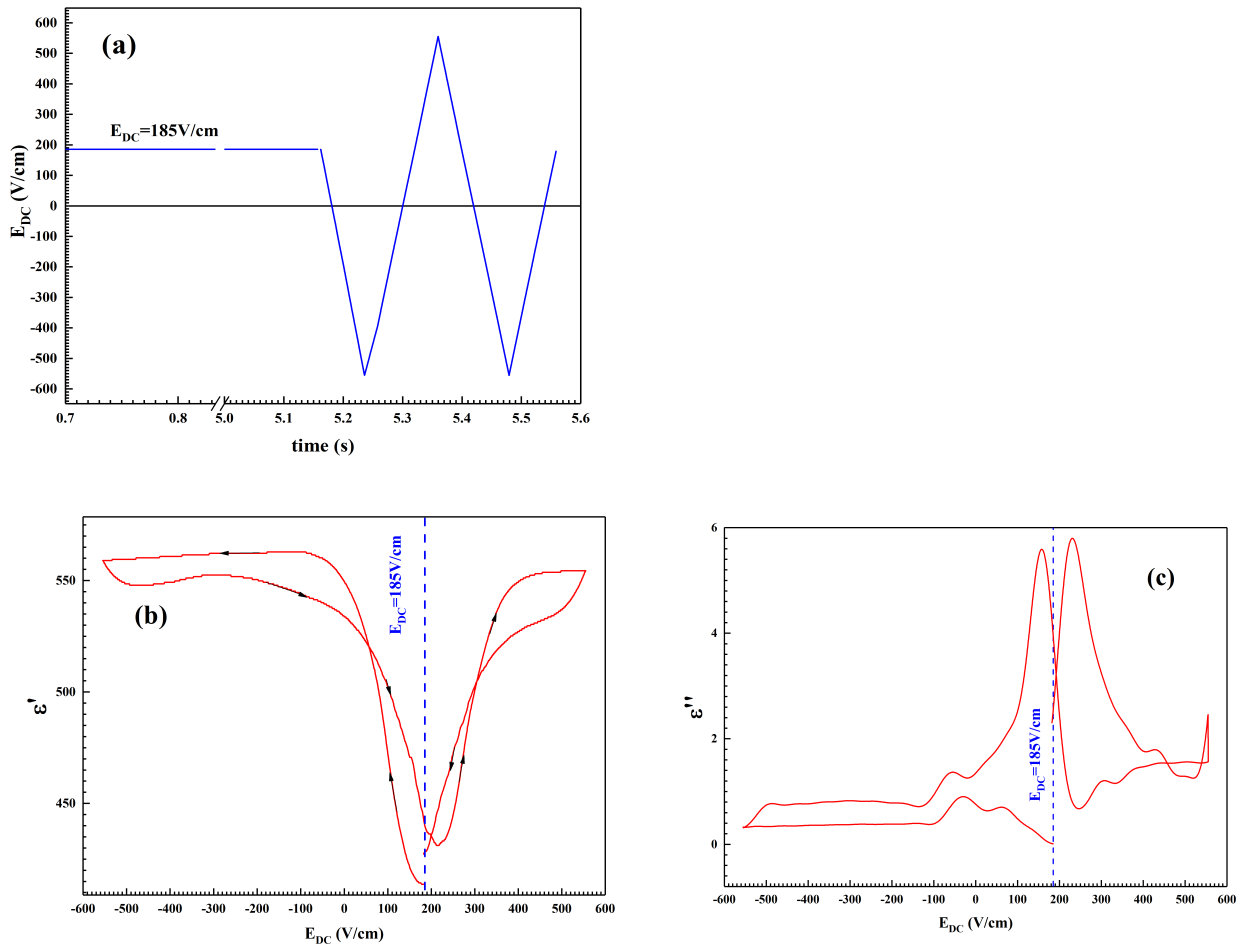 600
500
400
300
200
100
0
-100
-200
-300
-400
-500
-600
E_DC (V/cm)
(a)
E_DC=185V/cm
0.7 0.8 5.0 5.1 5.2 5.3 5.4 5.5 5.6
time (s)
550
500
450
ε'
(b)
E_DC=185V/cm
-600 -500 -400 -300 -200 -100 0 100 200 300 400 500 600
E_DC (V/cm)
6
4
2
0
ε''
(c)
E_DC=185V/cm
-600 -500 -400 -300 -200 -100 0 100 200 300 400 500 600
E_DC (V/cm)